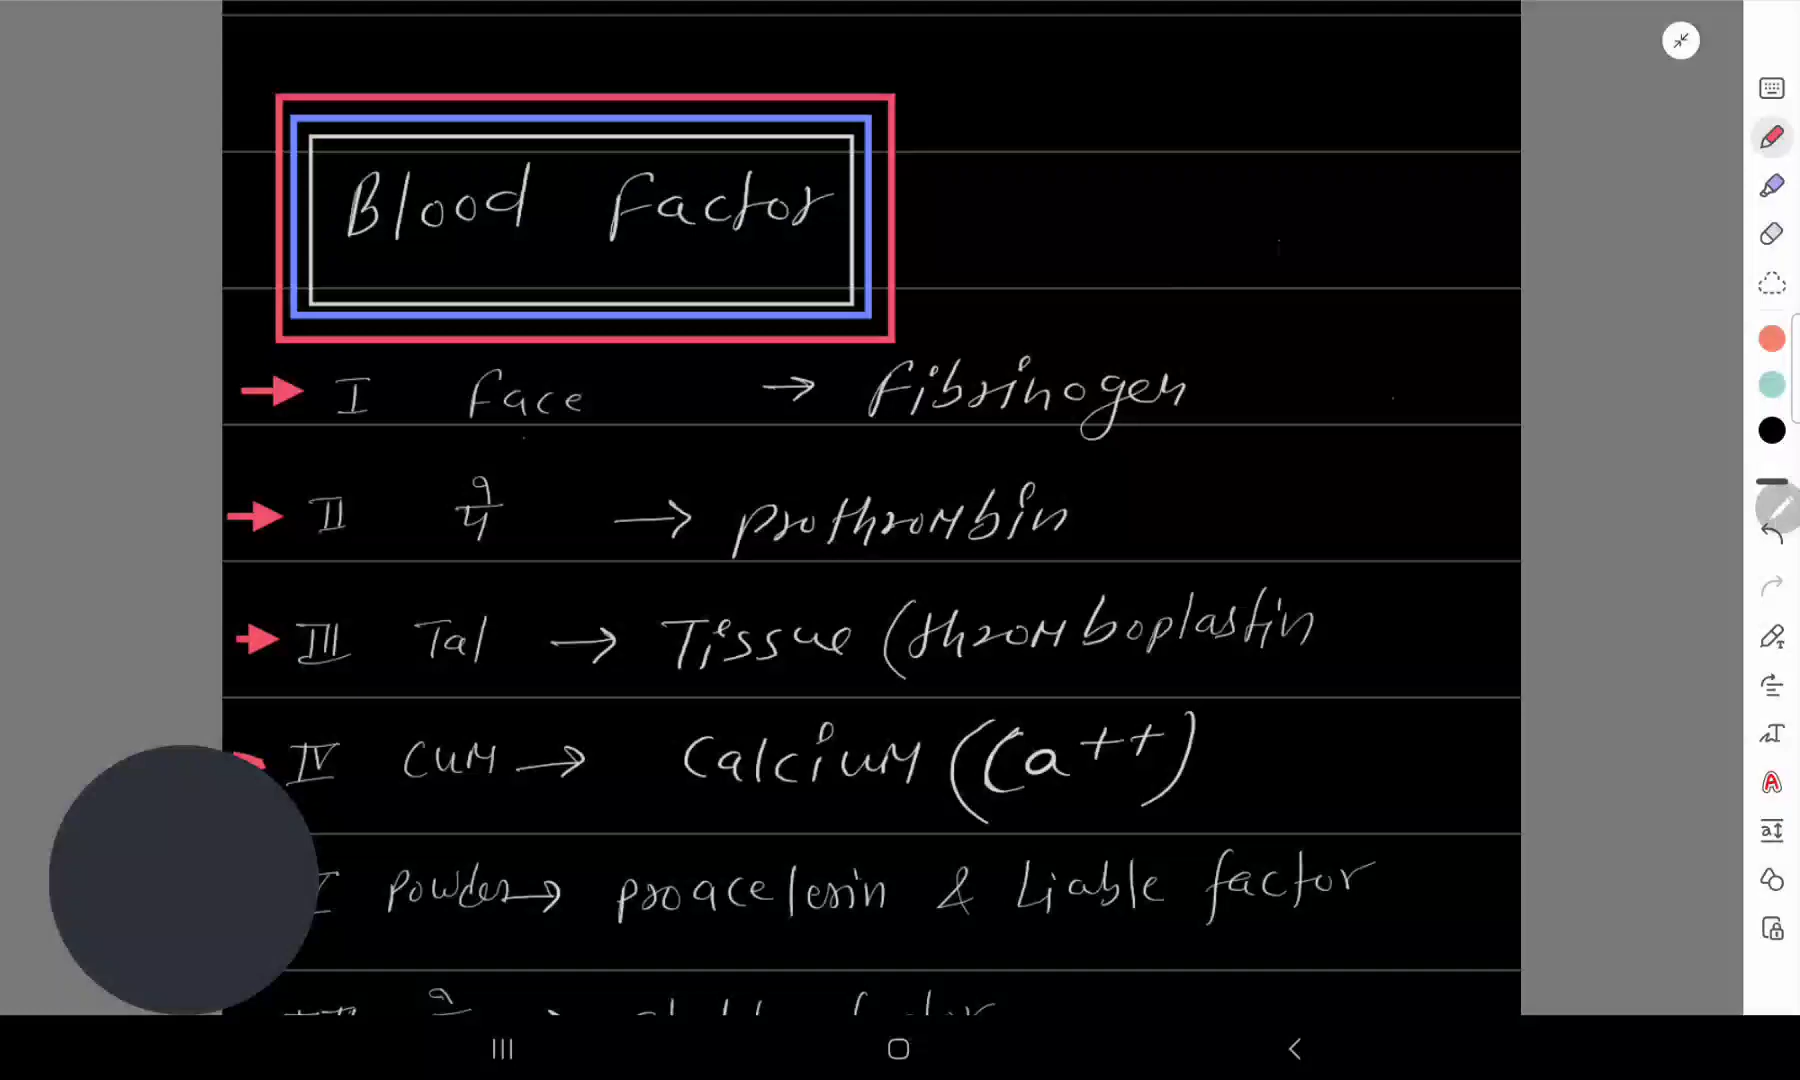 Blood factor
I face → fibrinogen
II → prothrombin
III Tal → Tissue (thromboplastin
IV CUM → Calcium (Ca++)
powder → proacelerin & Liable factor